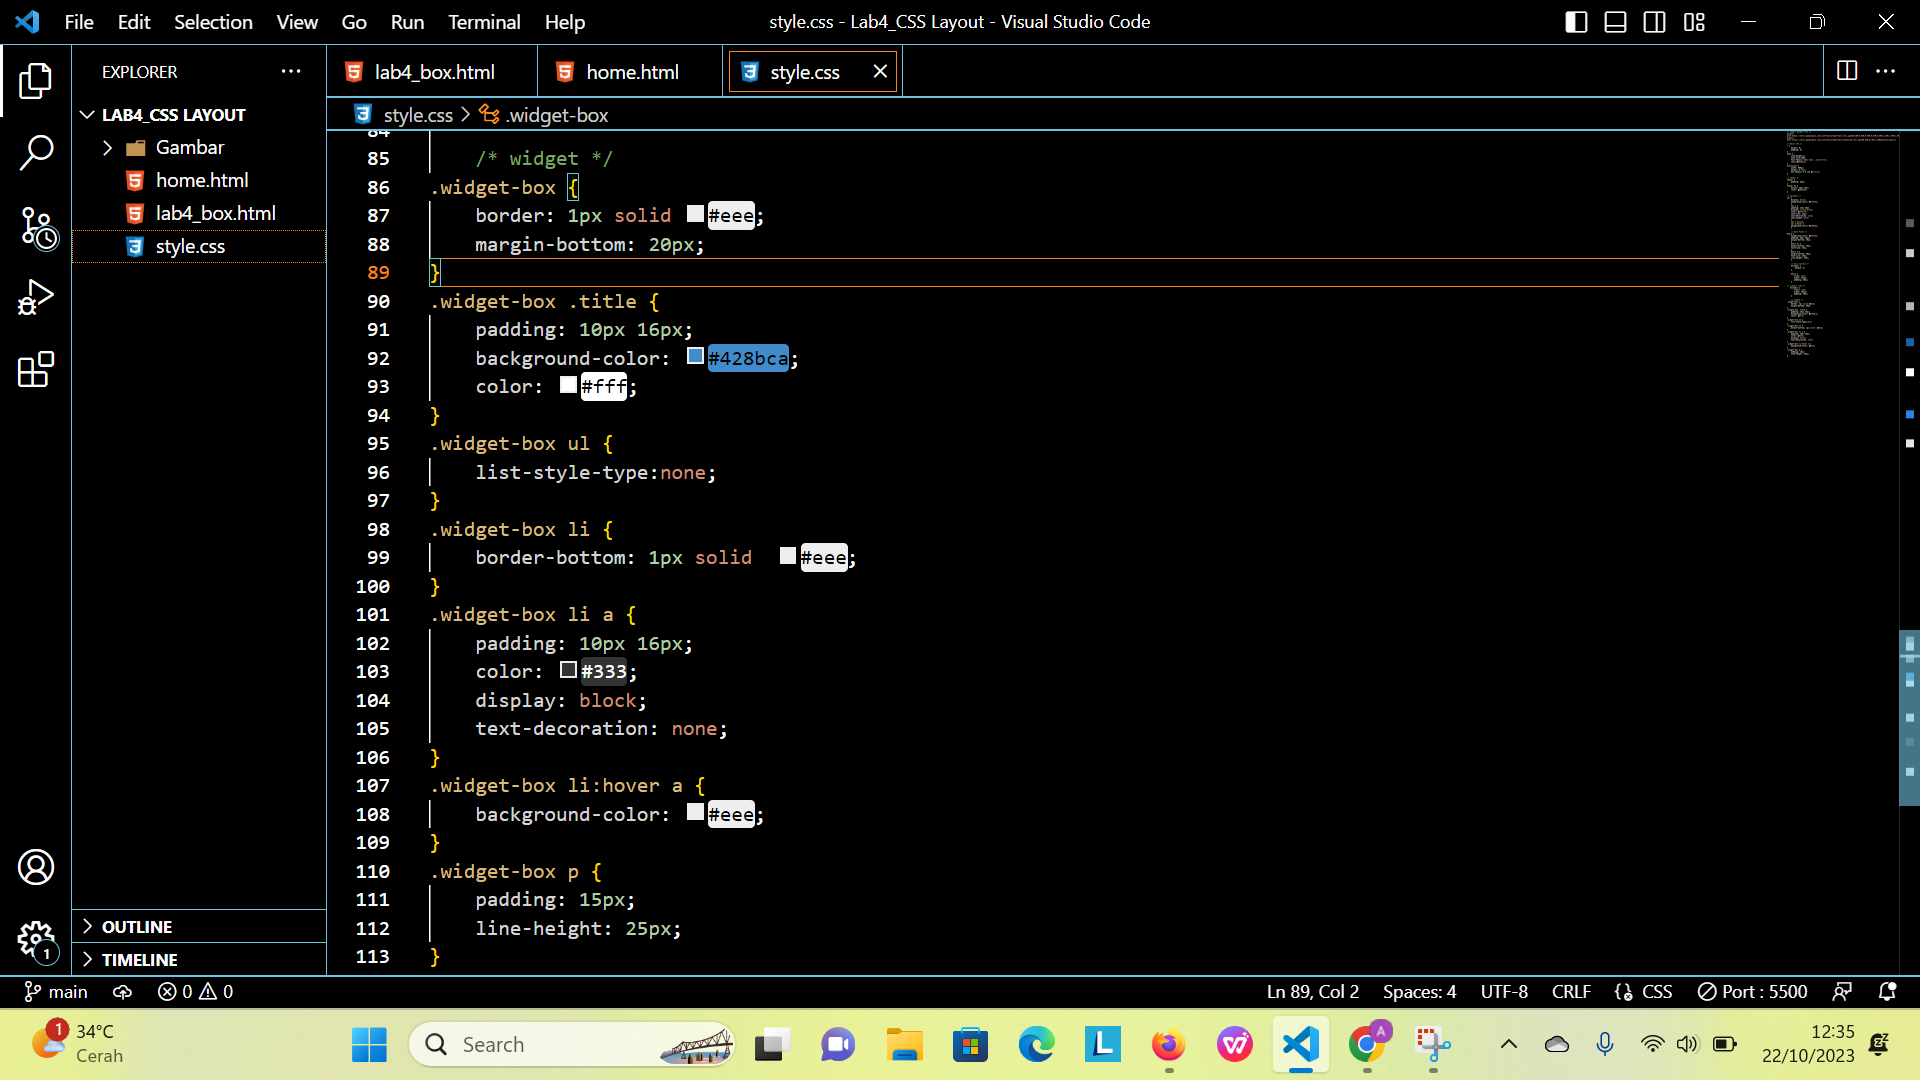 File Edit Selection View Go Run Terminal Help
style.css - Lab4_CSS Layout - Visual Studio Code
EXPLORER
LAB4_CSS LAYOUT
Gambar
home.html
lab4_box.html
style.css
OUTLINE
TIMELINE
lab4_box.html home.html style.css
style.css > .widget-box
84
85 /* widget */
86 .widget-box {
87 border: 1px solid #eee;
88 margin-bottom: 20px;
89 }
90 .widget-box .title {
91 padding: 10px 16px;
92 background-color: #428bca;
93 color: #fff;
94 }
95 .widget-box ul {
96 list-style-type:none;
97 }
98 .widget-box li {
99 border-bottom: 1px solid #eee;
100 }
101 .widget-box li a {
102 padding: 10px 16px;
103 color: #333;
104 display: block;
105 text-decoration: none;
106 }
107 .widget-box li:hover a {
108 background-color: #eee;
109 }
110 .widget-box p {
111 padding: 15px;
112 line-height: 25px;
113 }
1
main 0 0 Ln 89, Col 2 Spaces: 4 UTF-8 CRLF CSS Port : 5500
1
34°C
Cerah
Search
L
A
12:35
22/10/2023